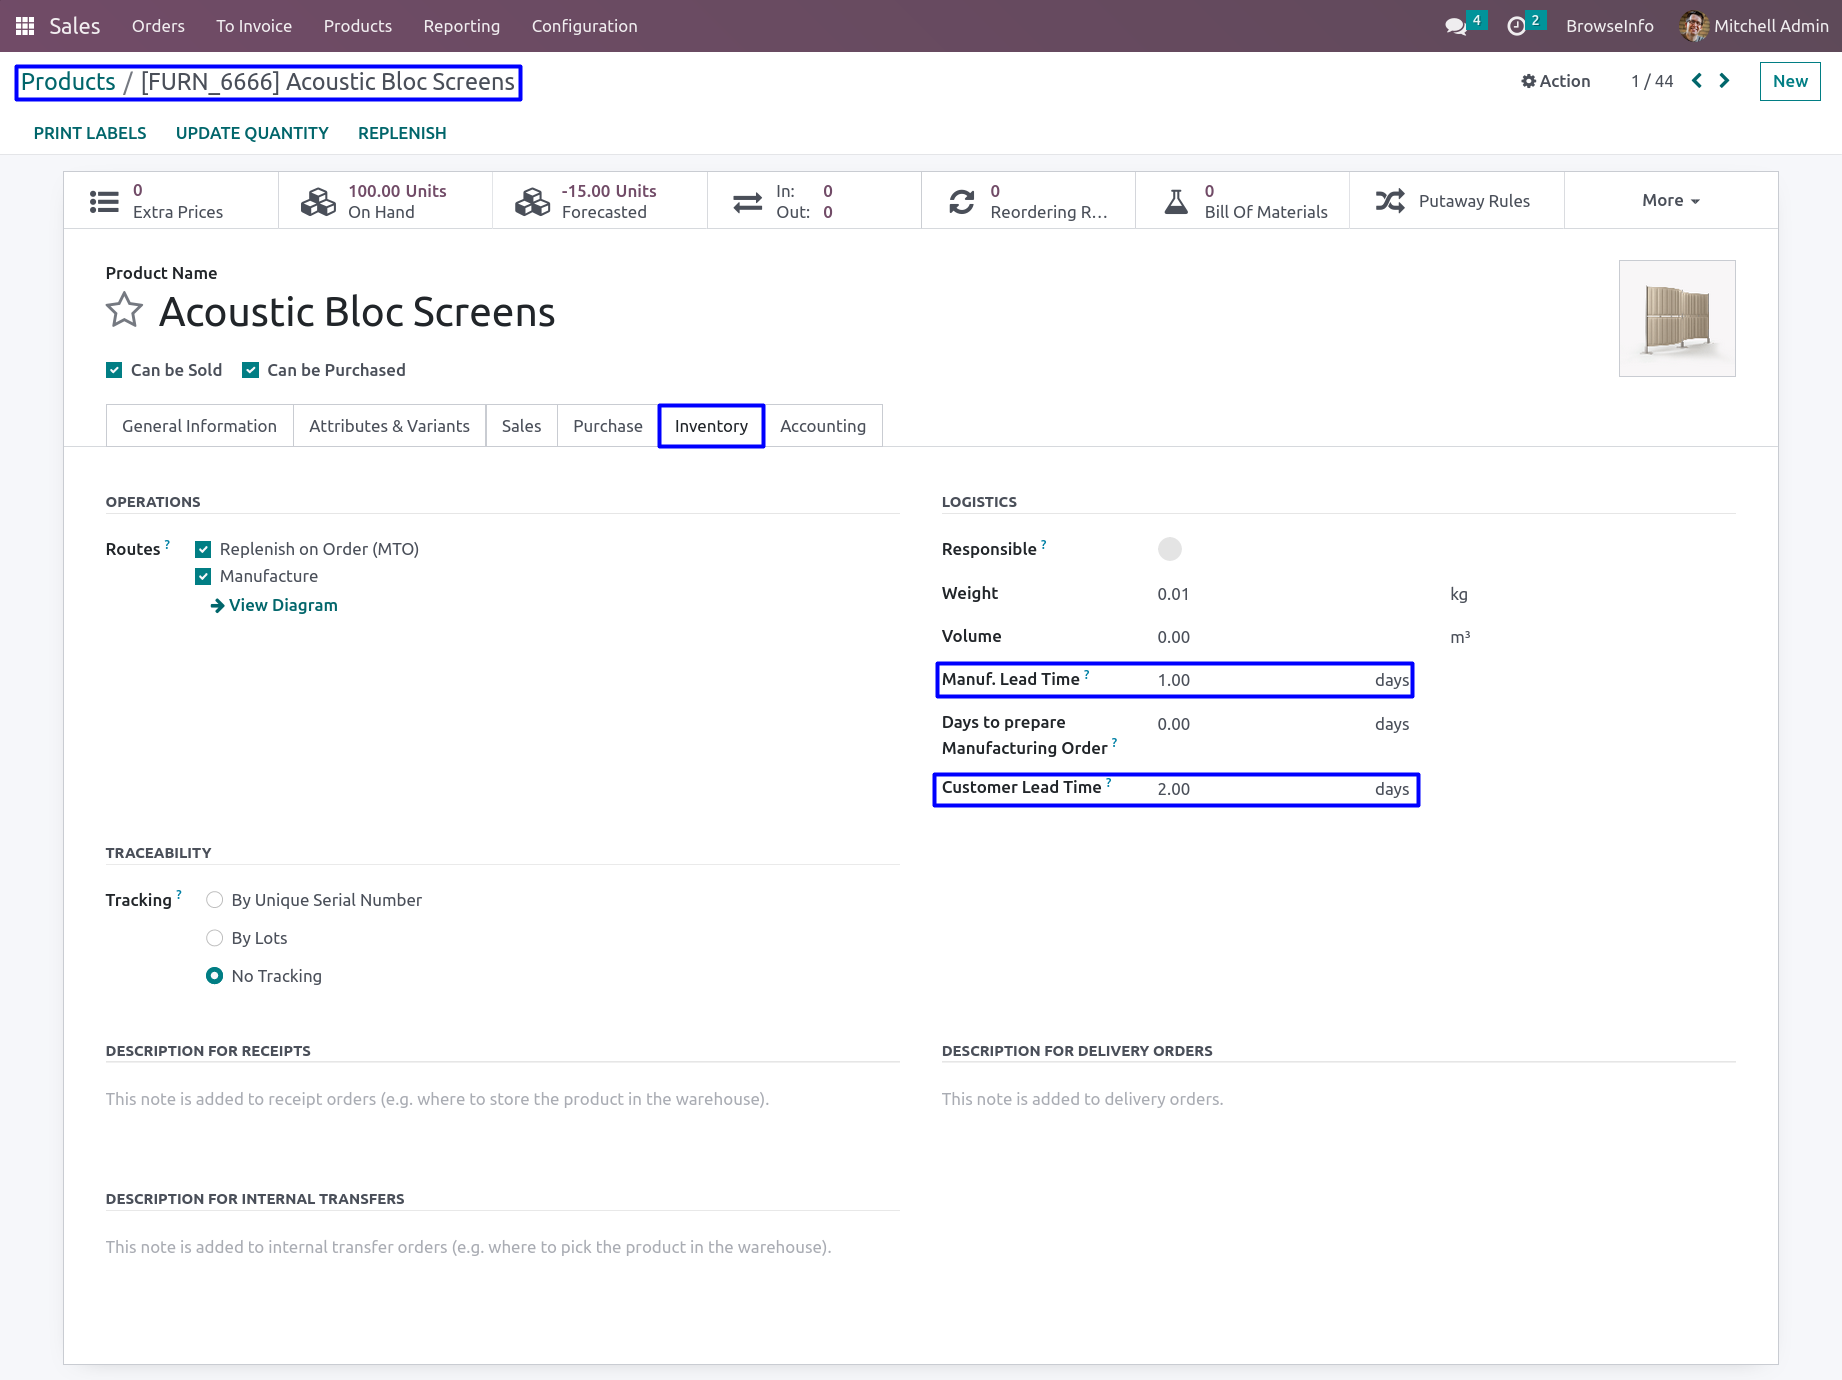 Sales Orders To Invoice Products Reporting Configuration 4 2 BrowseInfo Mitchell Admin
Products / [FURN_6666] Acoustic Bloc Screens Action 1 / 44 New
PRINT LABELS UPDATE QUANTITY REPLENISH
0
Extra Prices
100.00 Units
On Hand
-15.00 Units
Forecasted
In: 0
Out: 0
0
Reordering R...
0
Bill Of Materials
Putaway Rules
More
Product Name
Acoustic Bloc Screens
Can be Sold Can be Purchased
General Information Attributes & Variants Sales Purchase Inventory Accounting
OPERATIONS
Routes ? Replenish on Order (MTO)
Manufacture
View Diagram
LOGISTICS
Responsible ?
Weight 0.01 kg
Volume 0.00 m³
Manuf. Lead Time ? 1.00 days
Days to prepare 0.00 days
Manufacturing Order ?
Customer Lead Time ? 2.00 days
TRACEABILITY
Tracking ? By Unique Serial Number
By Lots
No Tracking
DESCRIPTION FOR RECEIPTS
This note is added to receipt orders (e.g. where to store the product in the warehouse).
DESCRIPTION FOR DELIVERY ORDERS
This note is added to delivery orders.
DESCRIPTION FOR INTERNAL TRANSFERS
This note is added to internal transfer orders (e.g. where to pick the product in the warehouse).